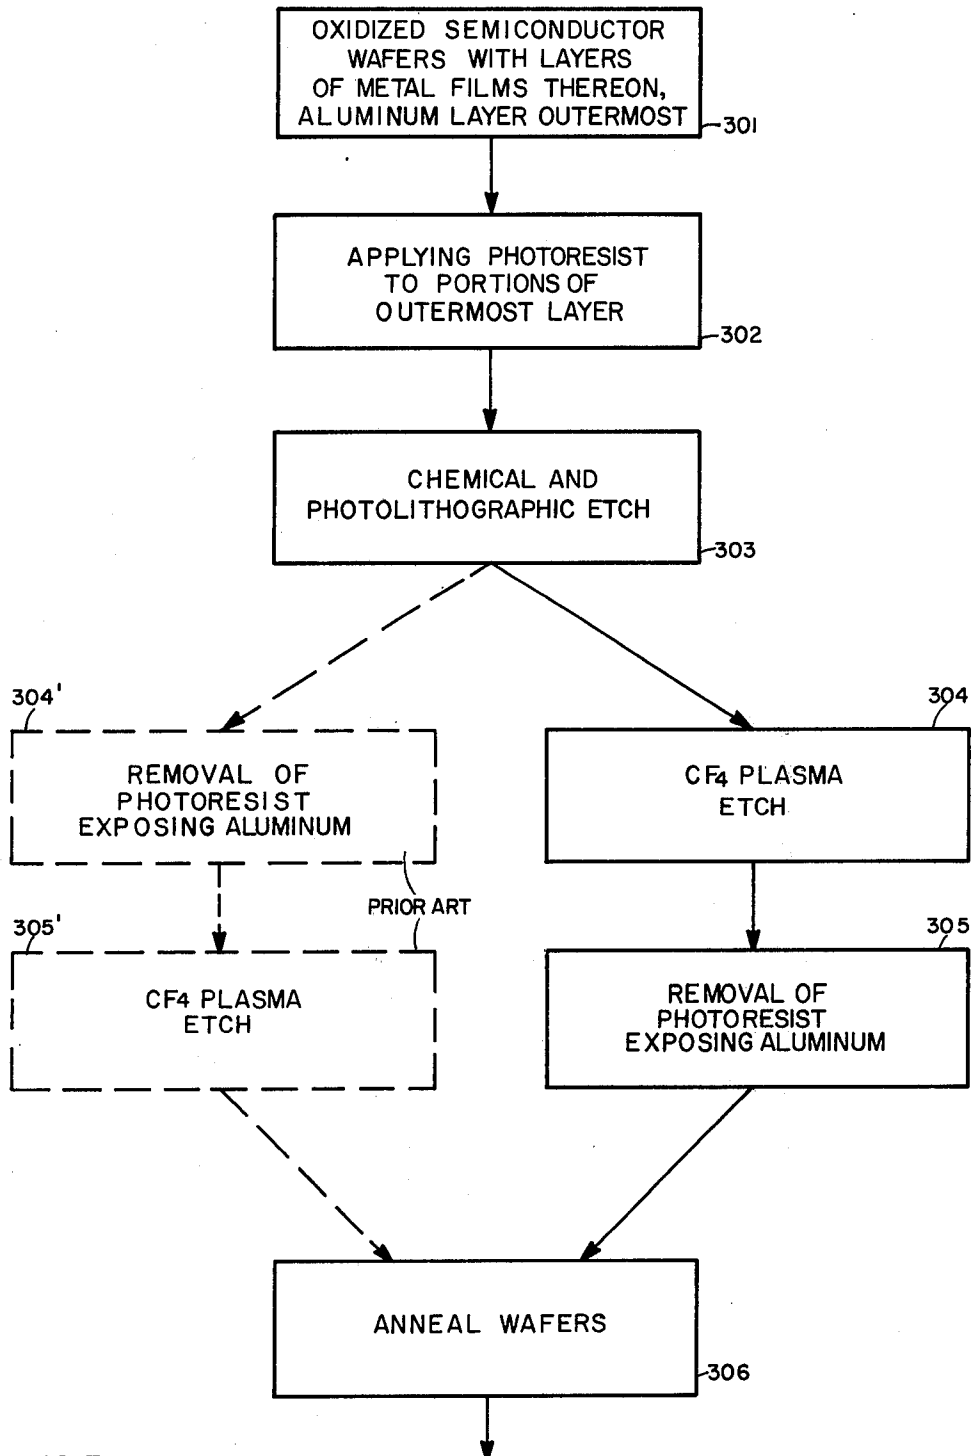 OXIDIZED SEMICONDUCTOR
WAFERS WITH LAYERS
OF METAL FILMS THEREON,
ALUMINUM LAYER OUTERMOST
301
APPLYING PHOTORESIST
TO PORTIONS OF
OUTERMOST LAYER
302
CHEMICAL AND
PHOTOLITHOGRAPHIC ETCH
303
304'
REMOVAL OF
PHOTORESIST
EXPOSING ALUMINUM
304
CF4 PLASMA
ETCH
PRIOR ART
305'
CF4 PLASMA
ETCH
305
REMOVAL OF
PHOTORESIST
EXPOSING ALUMINUM
ANNEAL WAFERS
306